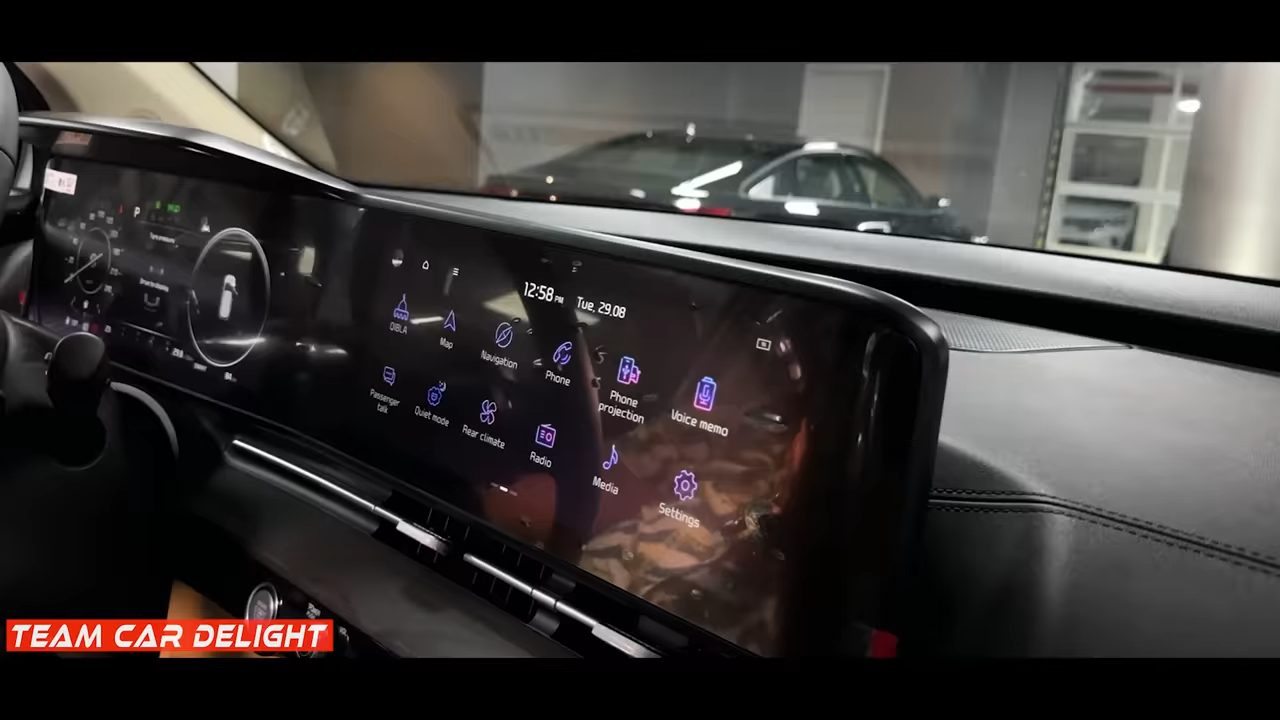 12:58 PM Tue, 29.08
Map
Navigation
Phone
Phone
projection
Voice memo
Passenger
talk
Quiet mode
Rear climate
Radio
Media
Settings
P
TEAM CAR DELIGHT